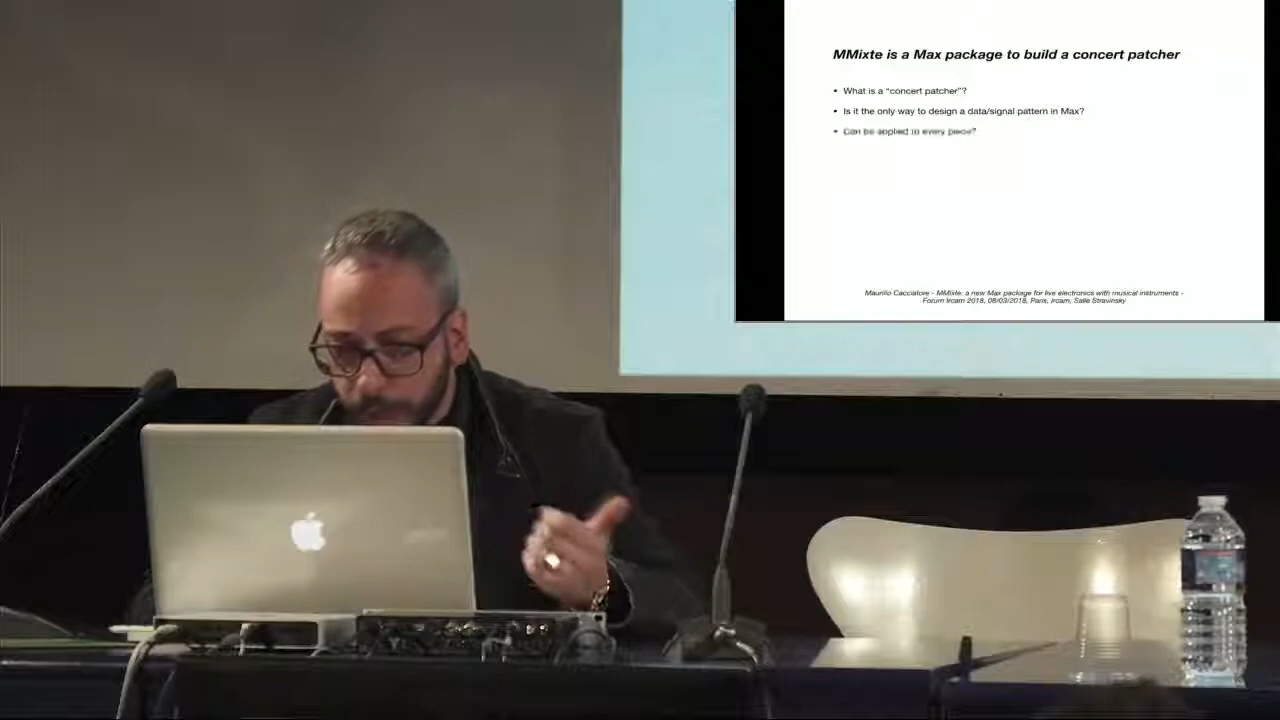 MMixte is a Max package to build a concert patcher
• What is a “concert patcher”?
• Is it the only way to design a data/signal pattern in Max?
• Can be applied to every piece?
Maurilio Cacciatore - MMixte: a new Max package for live electronics with musical instruments -
Forum Ircam 2018, 08/03/2018, Paris, Ircam, Salle Stravinsky